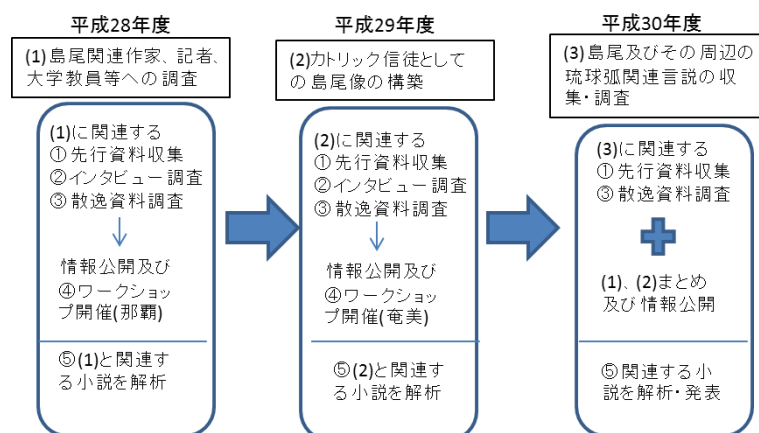 平成28年度
(1)島尾関連作家、記者、
大学教員等への調査
(1)に関連する
①先行資料収集
②インタビュー調査
③散逸資料調査
情報公開及び
④ワークショッ
プ開催(那覇)
⑤(1)と関連す
る小説を解析
平成29年度
(2)カトリック信徒として
の島尾像の構築
(2)に関連する
①先行資料収集
②インタビュー調査
③散逸資料調査
情報公開及び
④ワークショッ
プ開催(奄美)
⑤(2)と関連す
る小説を解析
平成30年度
(3)島尾及びその周辺の
琉球弧関連言説の収
集・調査
(3)に関連する
①先行資料収集
③散逸資料調査
(1)、(2)まとめ
及び情報公開
⑤関連する小
説を解析・発表